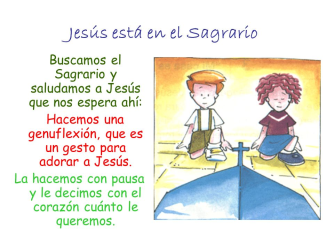 Jesús está en el Sagrario
Buscamos el
Sagrario y
saludamos a Jesús
que nos espera ahí:
Hacemos una
genuflexión, que es
un gesto para
adorar a Jesús.
La hacemos con pausa
y le decimos con el
corazón cuánto le
queremos.